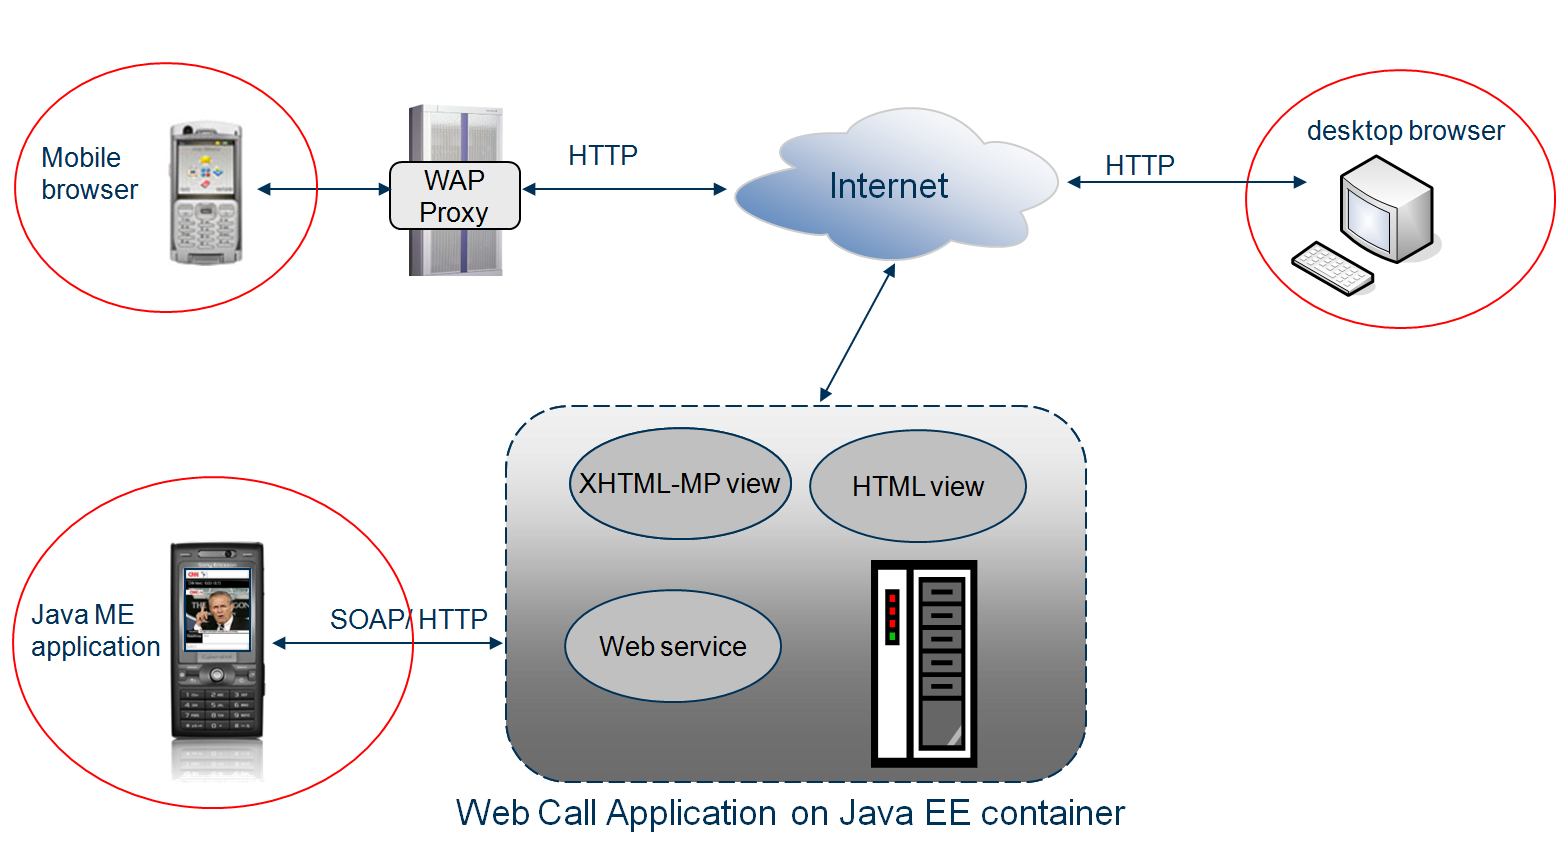 desktop browser
Mobile
browser
WAP
Proxy
HTTP
Internet
HTTP
XHTML-MP view
HTML view
Java ME
application
SOAP/ HTTP
Web service
Web Call Application on Java EE container